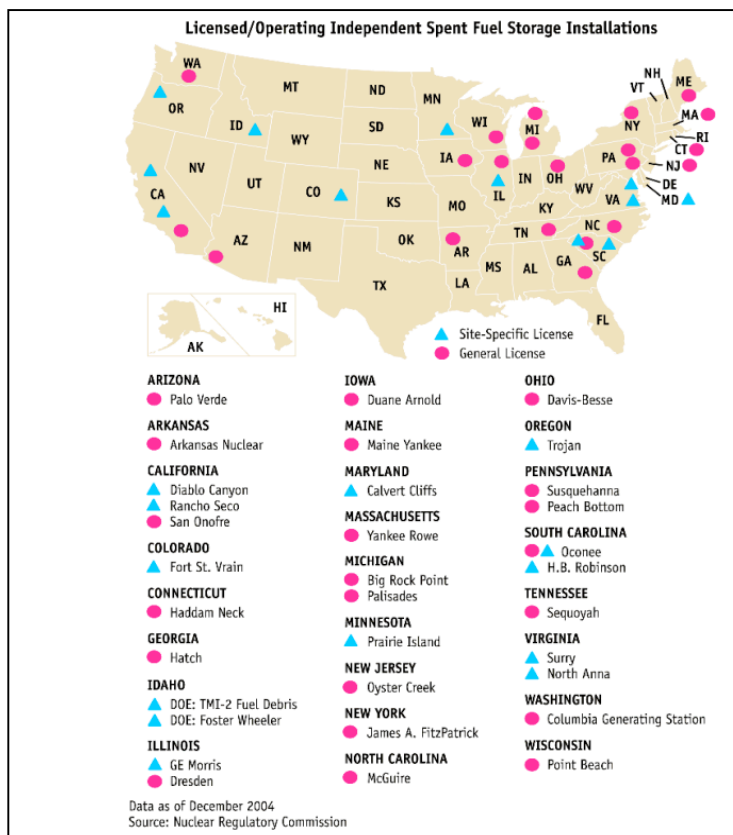 Licensed/Operating Independent Spent Fuel Storage Installations
WA
MT
ND
MN
VT
NH
ME
OR
ID
WY
SD
WI
MI
NY
MA
RI
CT
NV
UT
CO
NE
IA
IL
IN
OH
PA
NJ
DE
MD
CA
KS
MO
KY
WV
VA
AZ
NM
OK
AR
TN
NC
SC
TX
LA
MS
AL
GA
FL
HI
AK
Site-Specific License
General License
ARIZONA
Palo Verde
ARKANSAS
Arkansas Nuclear
CALIFORNIA
Diablo Canyon
Rancho Seco
San Onofre
COLORADO
Fort St. Vrain
CONNECTICUT
Haddam Neck
GEORGIA
Hatch
IDAHO
DOE: TMI-2 Fuel Debris
DOE: Foster Wheeler
ILLINOIS
GE Morris
Dresden
IOWA
Duane Arnold
MAINE
Maine Yankee
MARYLAND
Calvert Cliffs
MASSACHUSETTS
Yankee Rowe
MICHIGAN
Big Rock Point
Palisades
MINNESOTA
Prairie Island
NEW JERSEY
Oyster Creek
NEW YORK
James A. FitzPatrick
NORTH CAROLINA
McGuire
OHIO
Davis-Besse
OREGON
Trojan
PENNSYLVANIA
Susquehanna
Peach Bottom
SOUTH CAROLINA
Oconee
H.B. Robinson
TENNESSEE
Sequoyah
VIRGINIA
Surry
North Anna
WASHINGTON
Columbia Generating Station
WISCONSIN
Point Beach
Data as of December 2004
Source: Nuclear Regulatory Commission